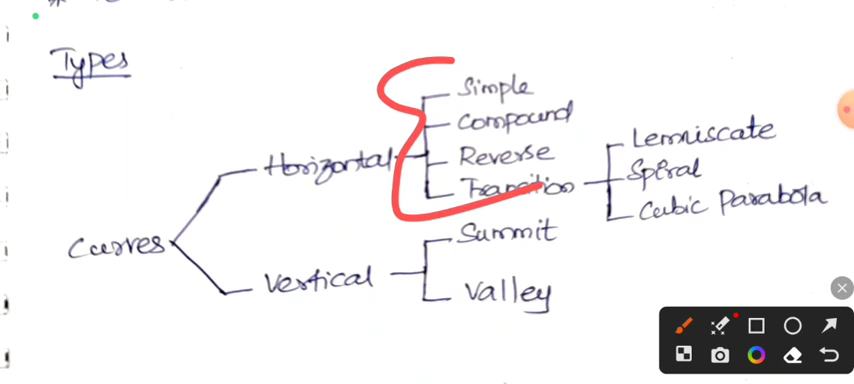 Types
Simple
Compound
Lemniscate
Horizontal
Reverse
Spiral
Transition
Cubic Parabola
Curves
Summit
Vertical
Valley